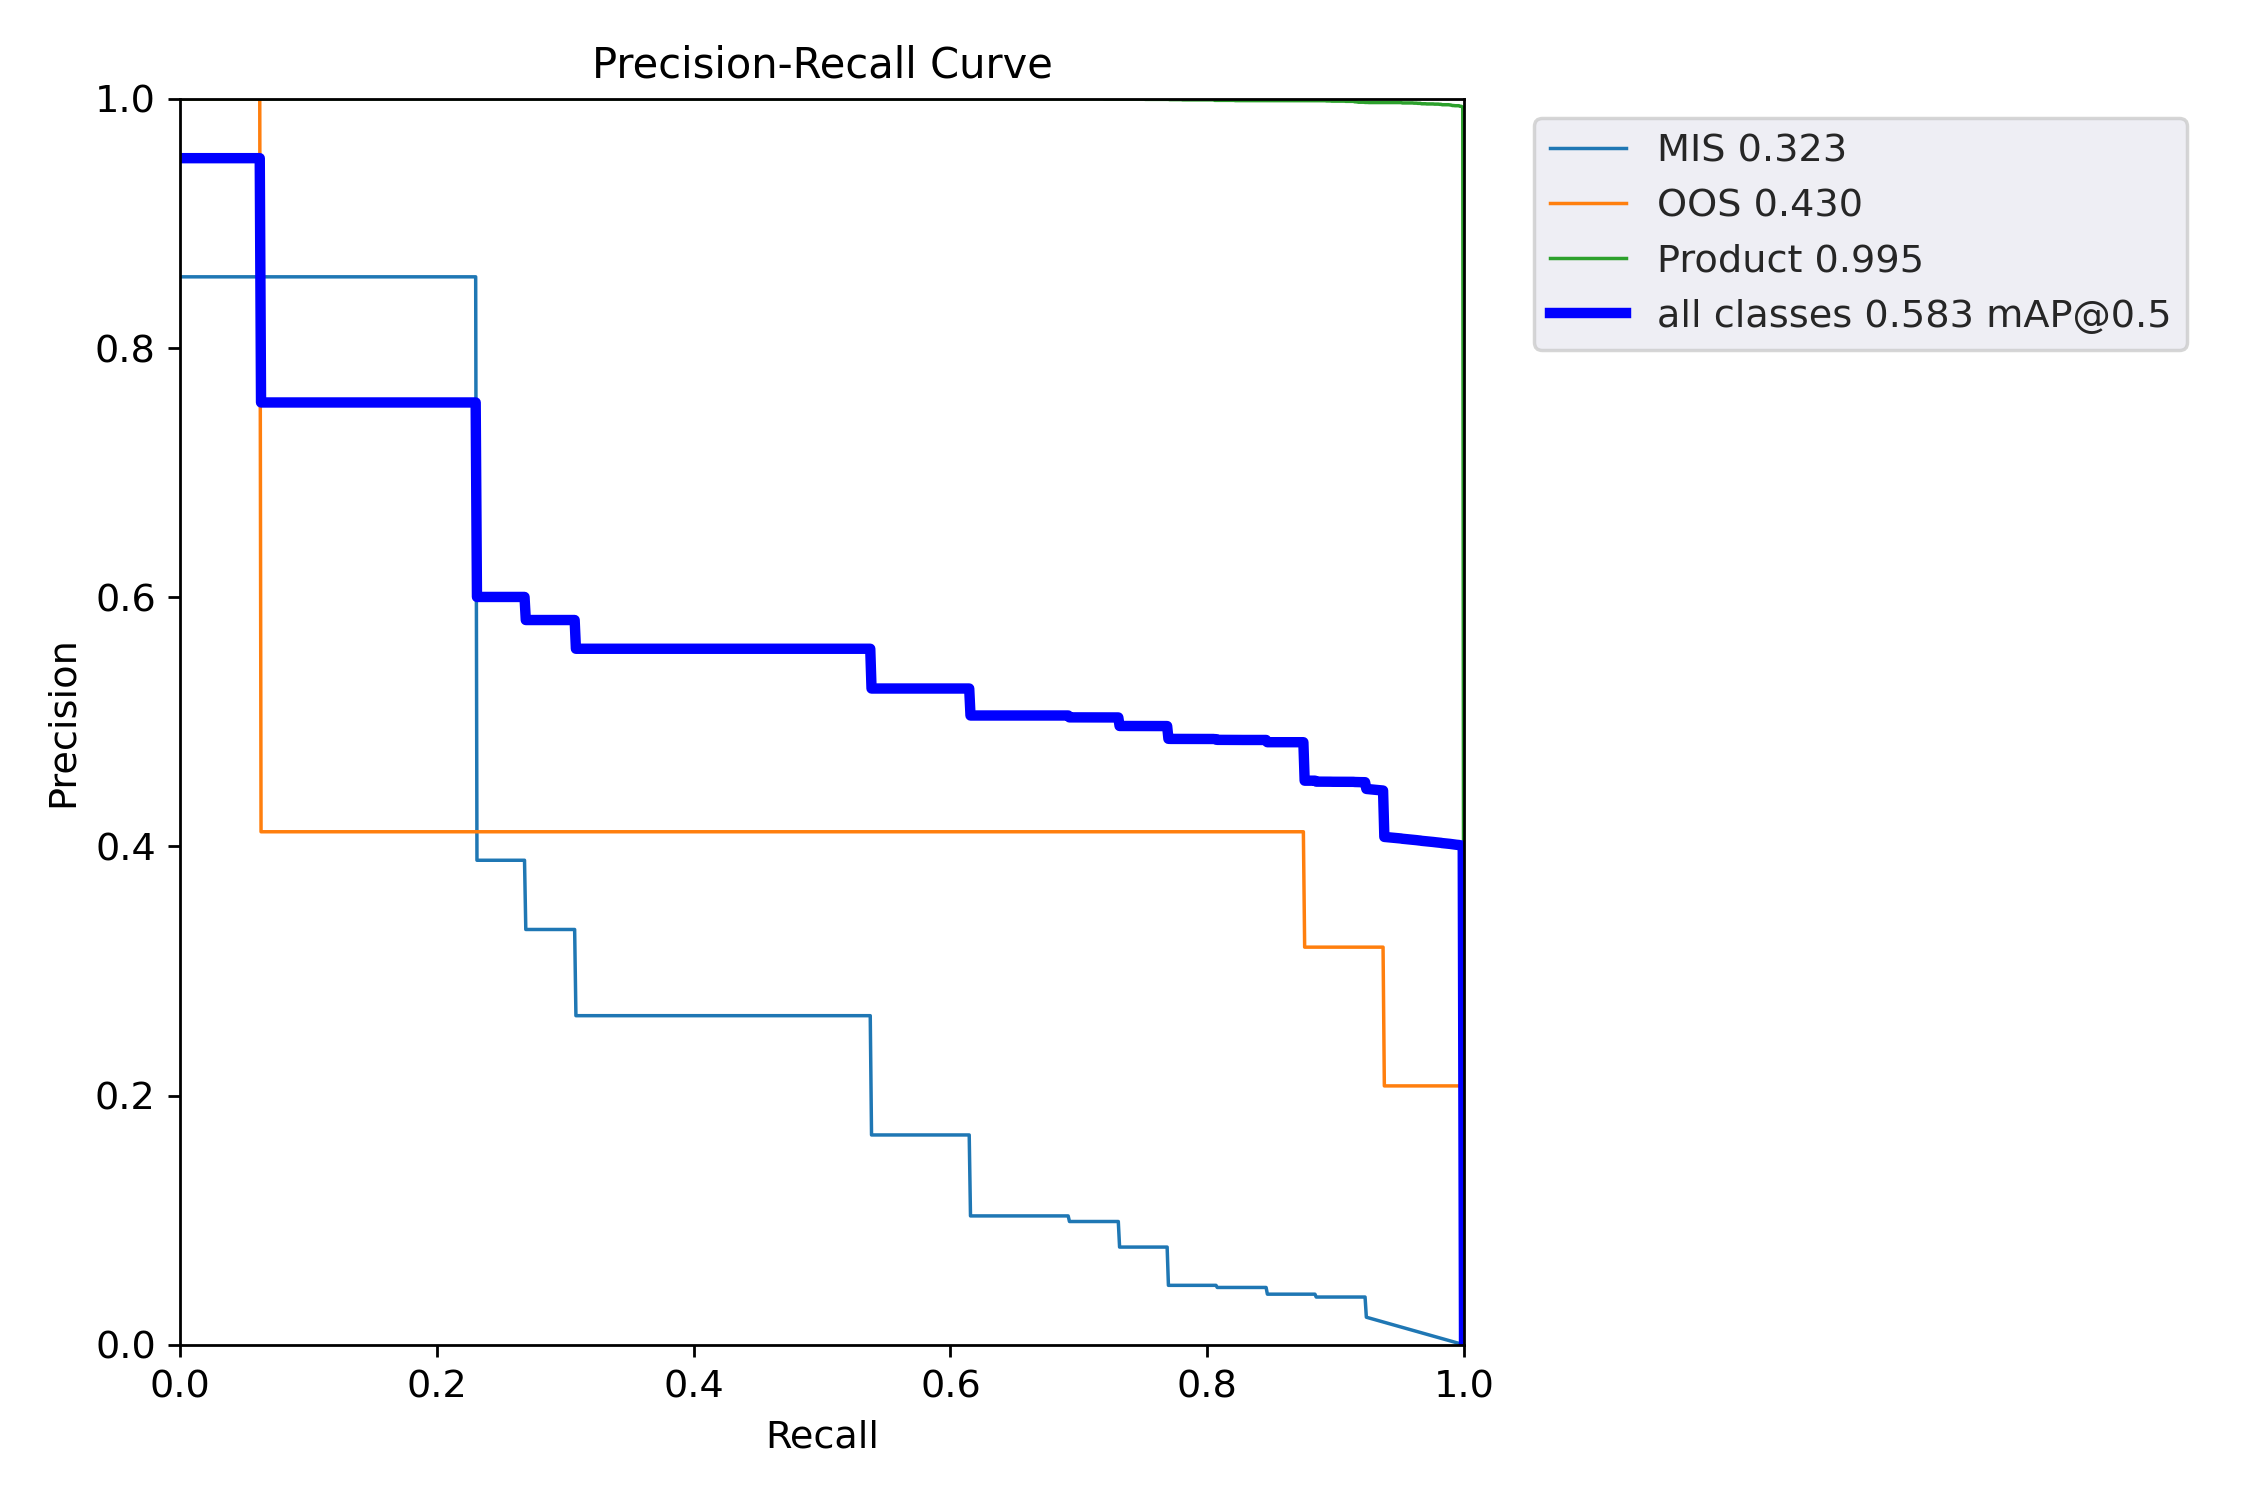 Precision-Recall Curve
1.0
0.8
0.6
0.4
0.2
0.0
Precision
0.0 0.2 0.4 0.6 0.8 1.0
Recall
MIS 0.323
OOS 0.430
Product 0.995
all classes 0.583 mAP@0.5